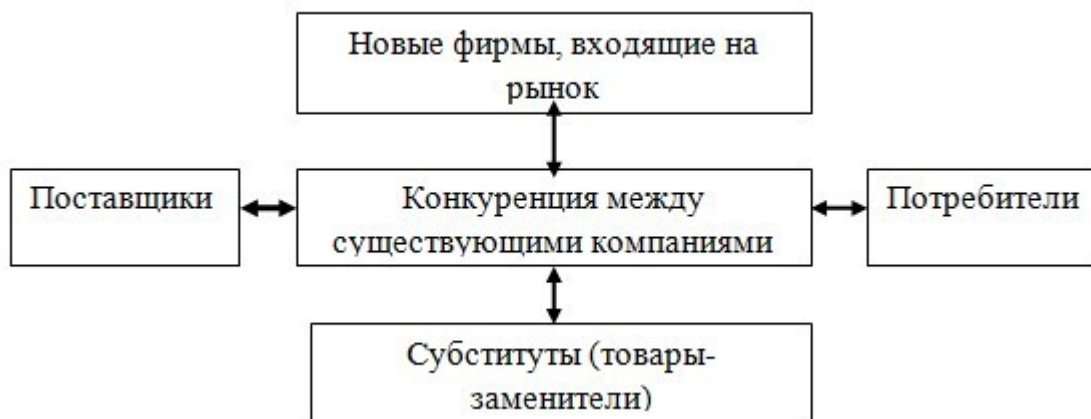 Новые фирмы, входящие на
рынок
Поставщики
Конкуренция между
существующими компаниями
Потребители
Субституты (товары-
заменители)